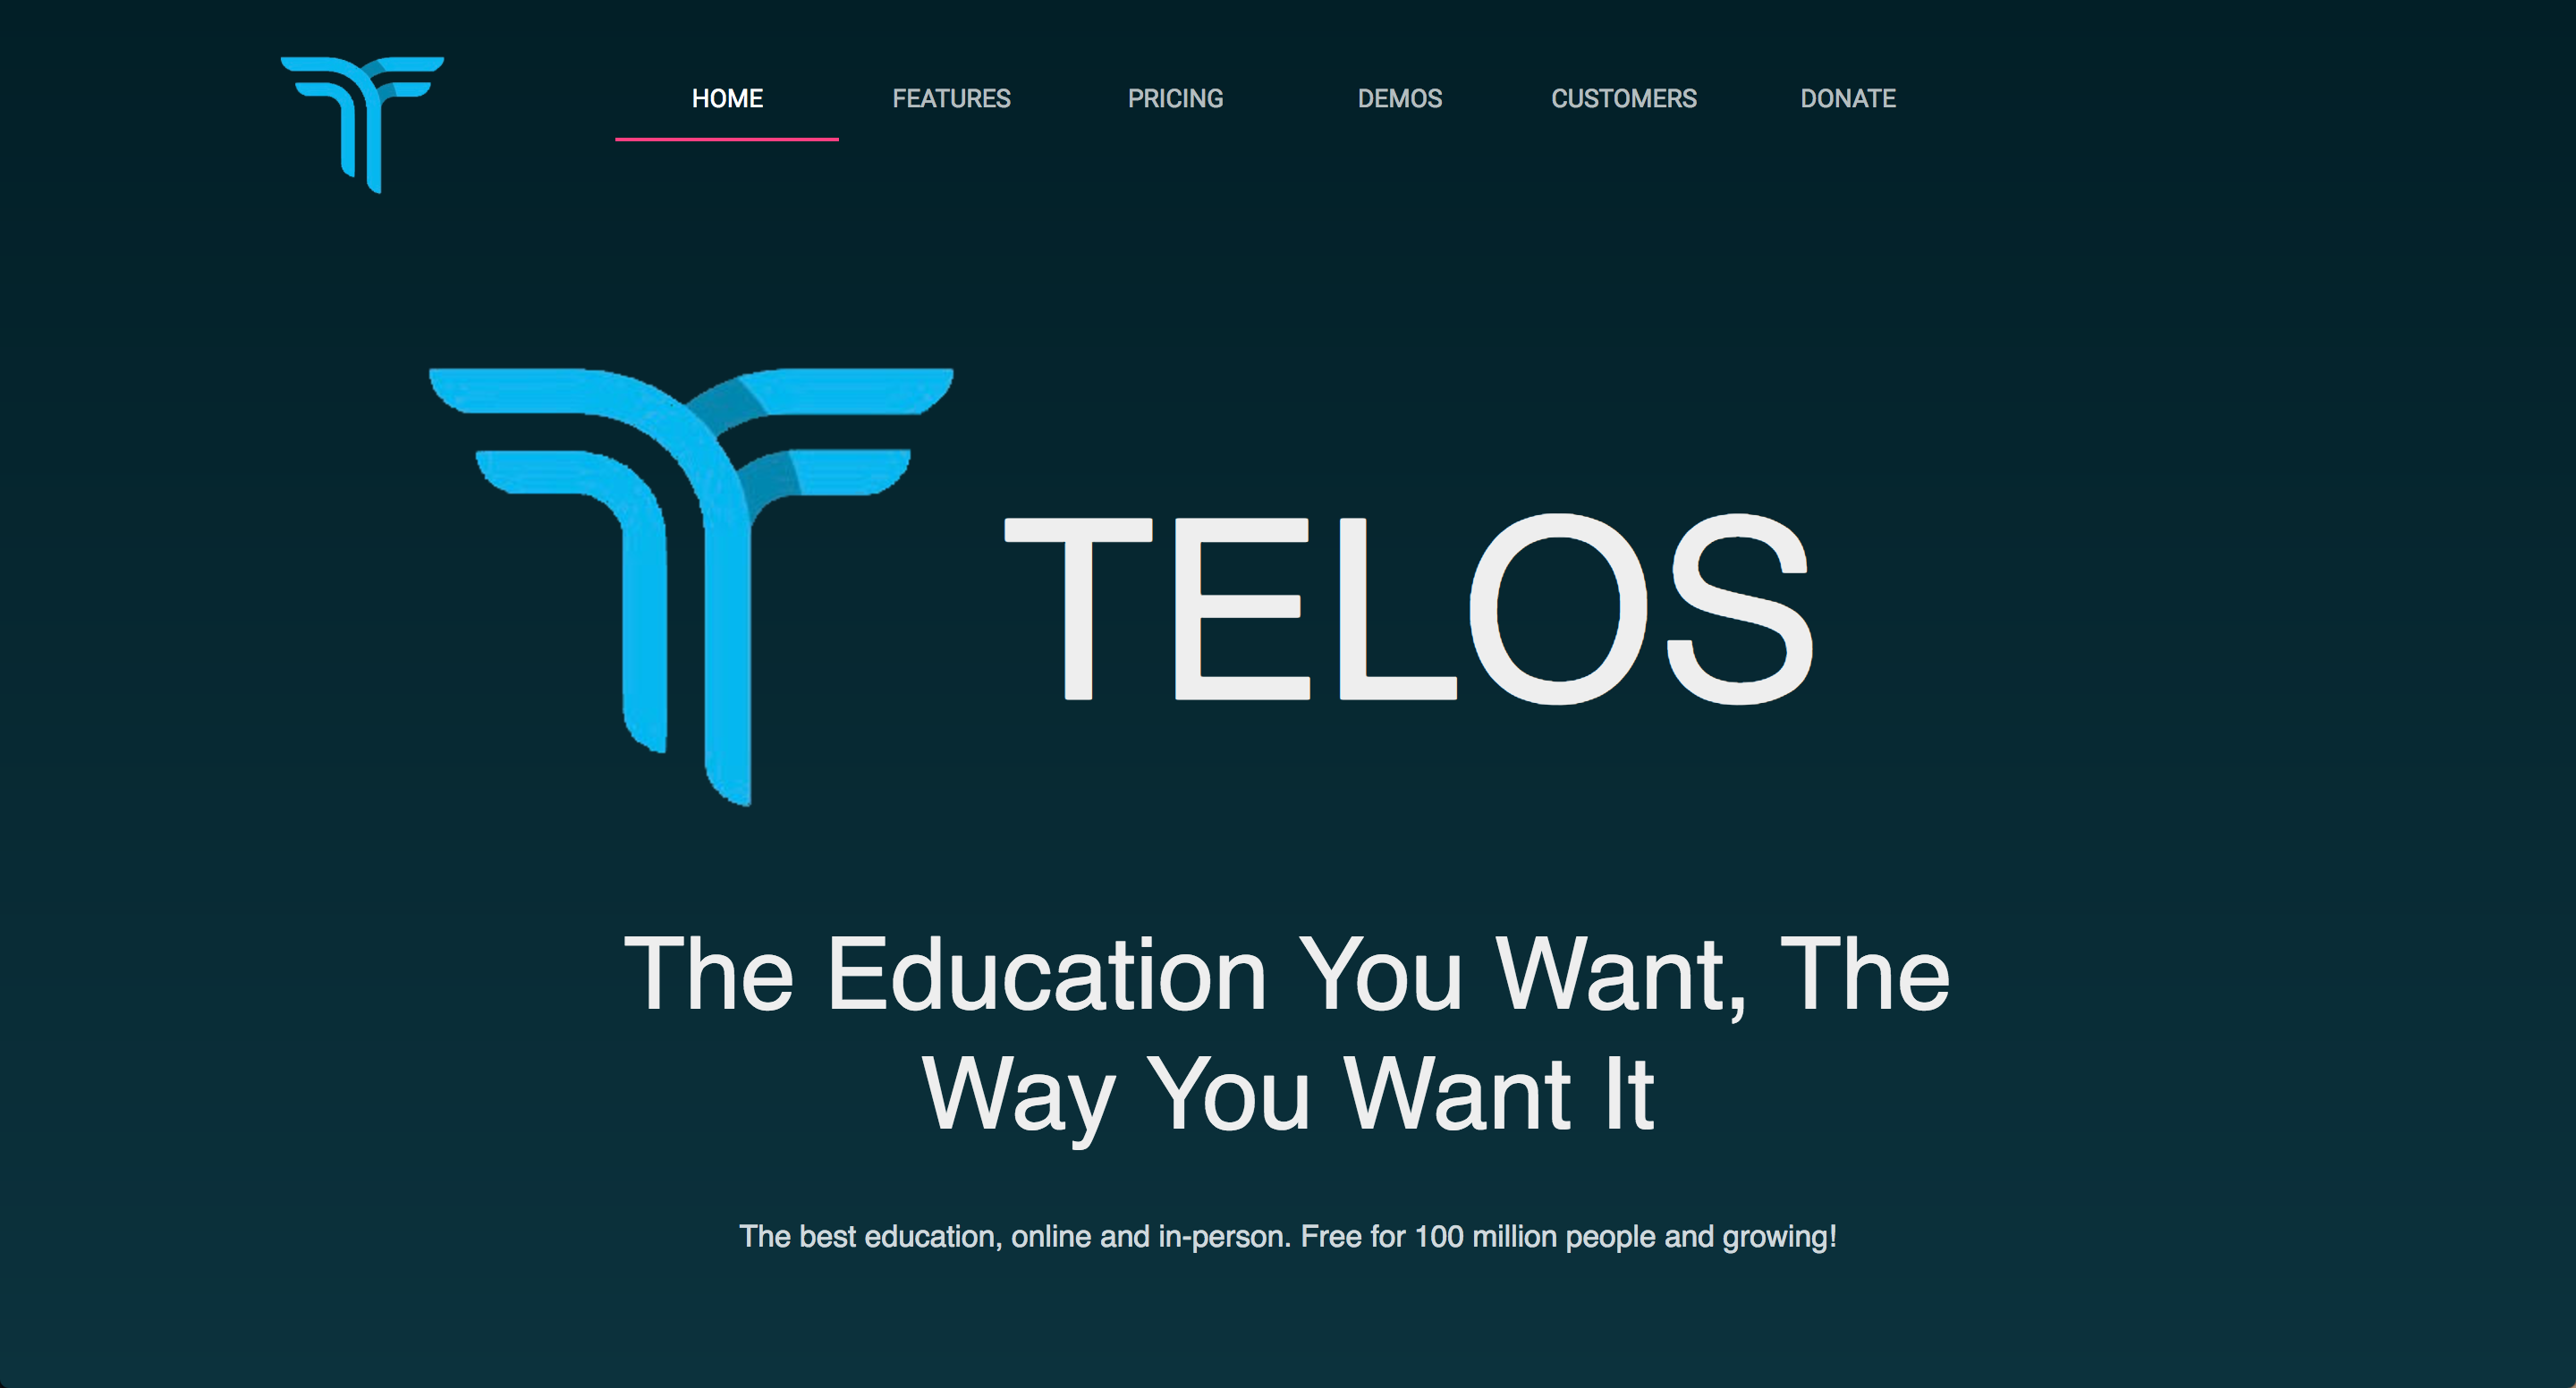 HOME FEATURES PRICING DEMOS CUSTOMERS DONATE
TELOS
The Education You Want, The
Way You Want It
The best education, online and in-person. Free for 100 million people and growing!